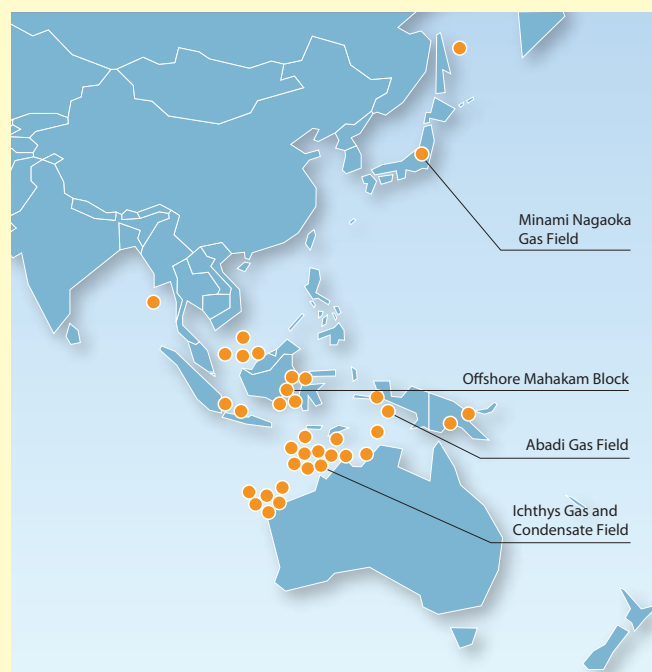 Minami Nagaoka
Gas Field
Offshore Mahakam Block
Abadi Gas Field
Ichthys Gas and
Condensate Field